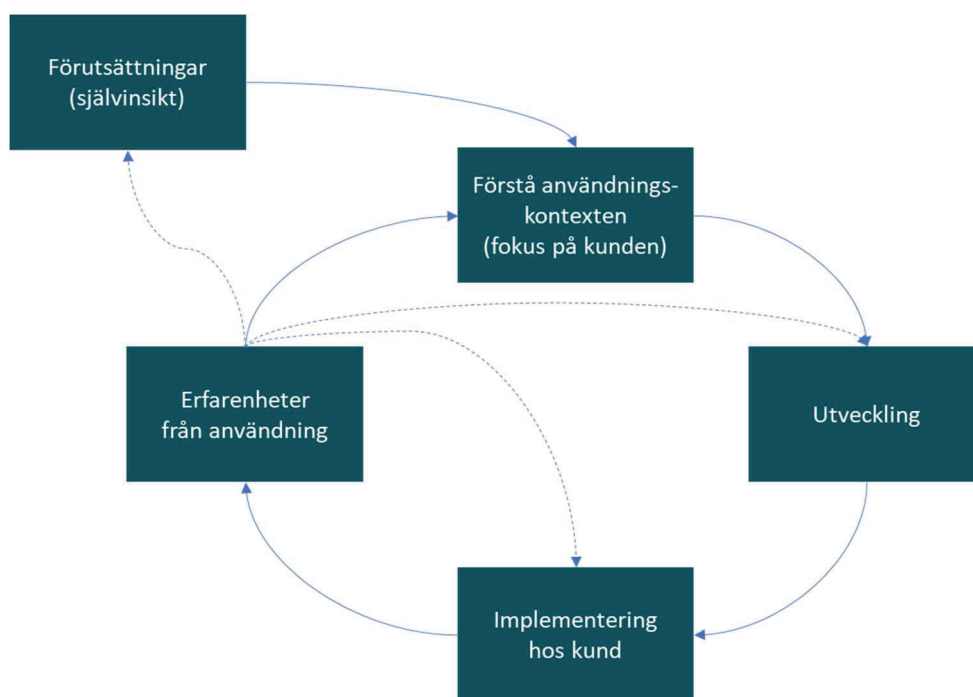 Förutsättningar
(självinsikt)
Förstå användnings-
kontexten
(fokus på kunden)
Erfarenheter
från användning
Utveckling
Implementering
hos kund